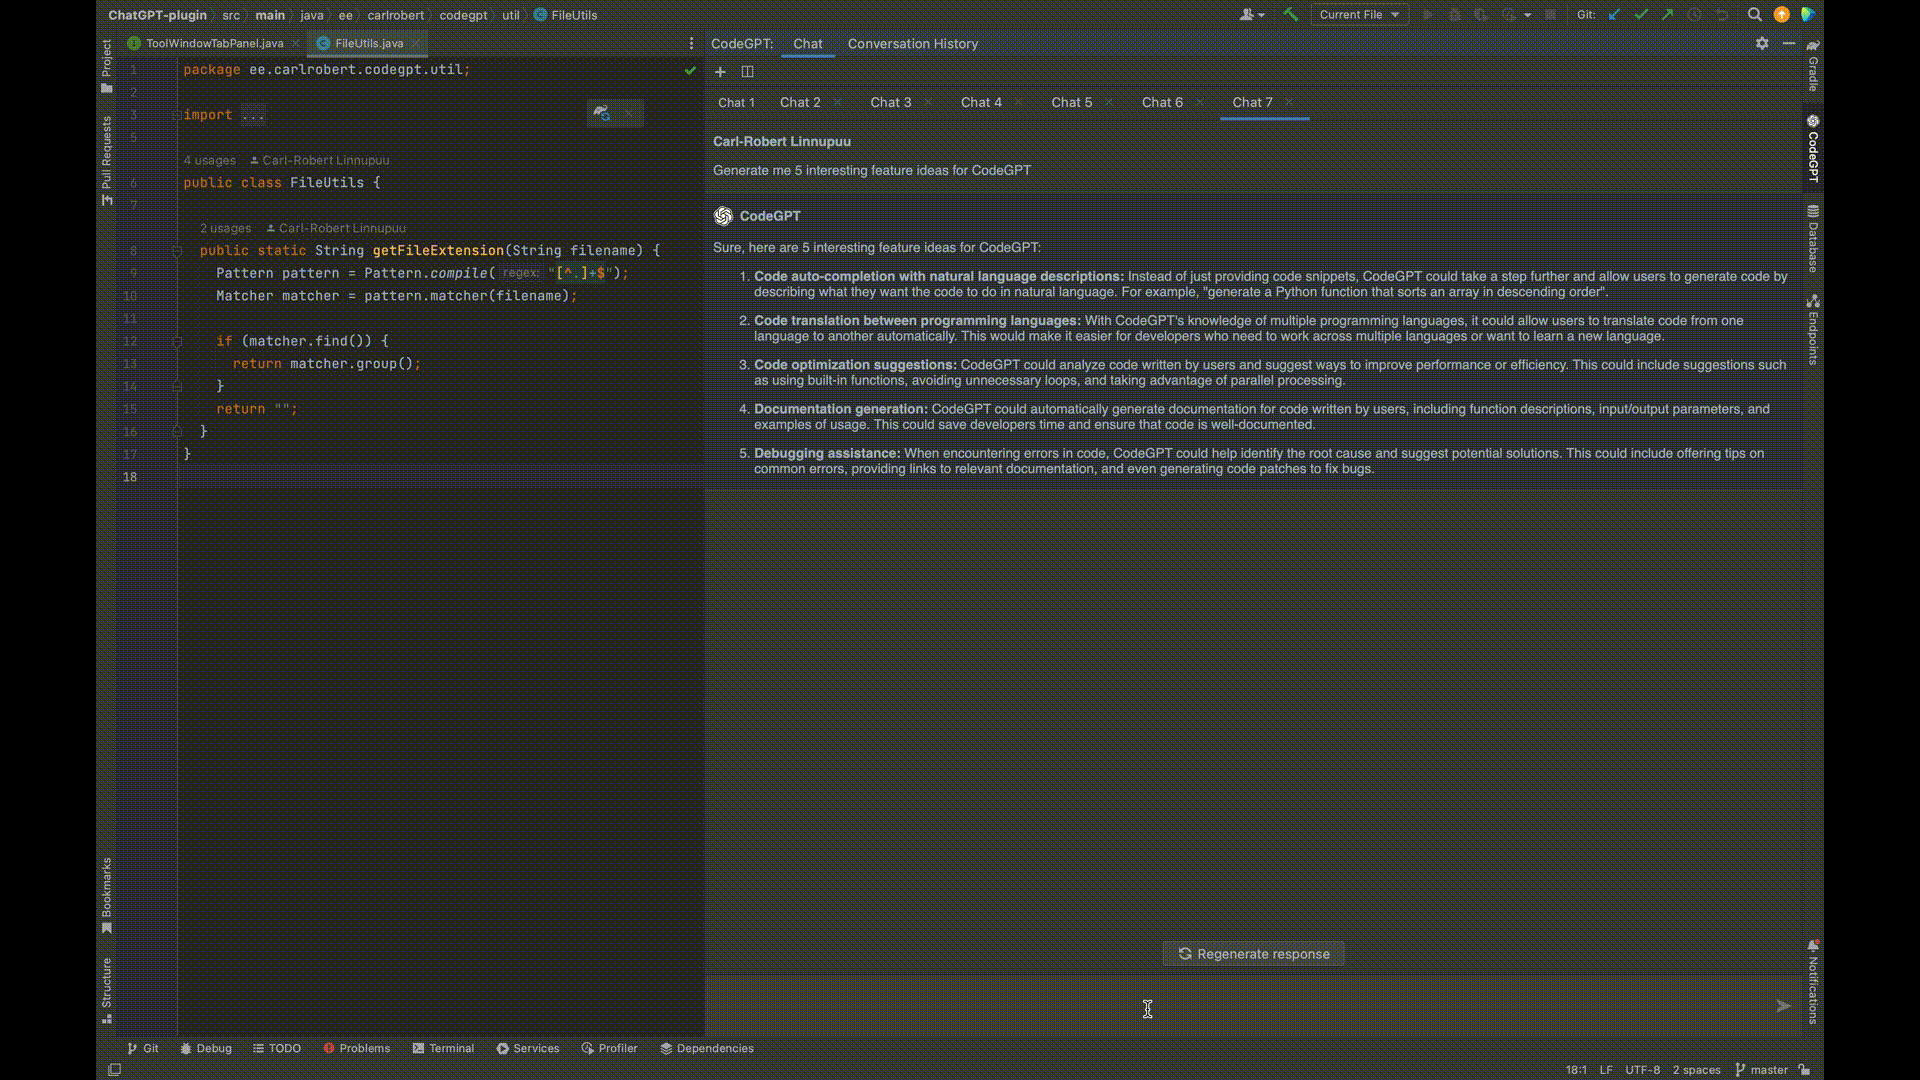 ChatGPT-plugin src main java ee carlrobert codegpt util FileUtils
Current File
Git:
Project
Pull Requests
Bookmarks
Structure
ToolWindowTabPanel.java
FileUtils.java
1 package ee.carlrobert.codegpt.util;
2
3 import ...
5
4 usages Carl-Robert Linnupuu
6 public class FileUtils {
7
2 usages Carl-Robert Linnupuu
8 public static String getFileExtension(String filename) {
9 Pattern pattern = Pattern.compile( regex: "[^.]+$");
10 Matcher matcher = pattern.matcher(filename);
11
12 if (matcher.find()) {
13 return matcher.group();
14 }
15 return "";
16 }
17 }
18
CodeGPT: Chat Conversation History
Chat 1 Chat 2 Chat 3 Chat 4 Chat 5 Chat 6 Chat 7
Carl-Robert Linnupuu
Generate me 5 interesting feature ideas for CodeGPT
CodeGPT
Sure, here are 5 interesting feature ideas for CodeGPT:
1. Code auto-completion with natural language descriptions: Instead of just providing code snippets, CodeGPT could take a step further and allow users to generate code by
describing what they want the code to do in natural language. For example, "generate a Python function that sorts an array in descending order".
2. Code translation between programming languages: With CodeGPT's knowledge of multiple programming languages, it could allow users to translate code from one
language to another automatically. This would make it easier for developers who need to work across multiple languages or want to learn a new language.
3. Code optimization suggestions: CodeGPT could analyze code written by users and suggest ways to improve performance or efficiency. This could include suggestions such
as using built-in functions, avoiding unnecessary loops, and taking advantage of parallel processing.
4. Documentation generation: CodeGPT could automatically generate documentation for code written by users, including function descriptions, input/output parameters, and
examples of usage. This could save developers time and ensure that code is well-documented.
5. Debugging assistance: When encountering errors in code, CodeGPT could help identify the root cause and suggest potential solutions. This could include offering tips on
common errors, providing links to relevant documentation, and even generating code patches to fix bugs.
Regenerate response
Gradle
CodeGPT
Database
Endpoints
Notifications
Git Debug TODO Problems Terminal Services Profiler Dependencies
18:1 LF UTF-8 2 spaces master